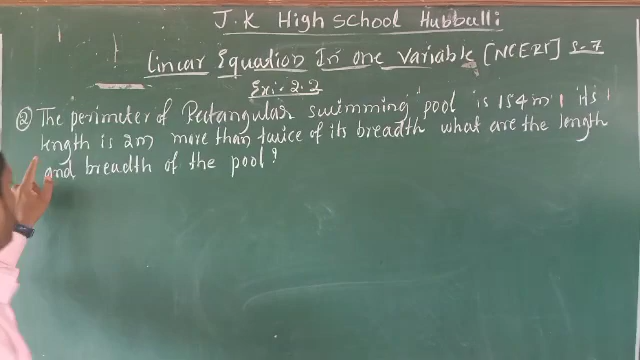 J.K High School Hubballi
Linear Equation In one Variable [NCERT] S-7
Ex:- 2.2
② The perimeter of Rectangular swimming pool is 154m, its
length is 2m more than twice of its breadth what are the length
and breadth of the pool?